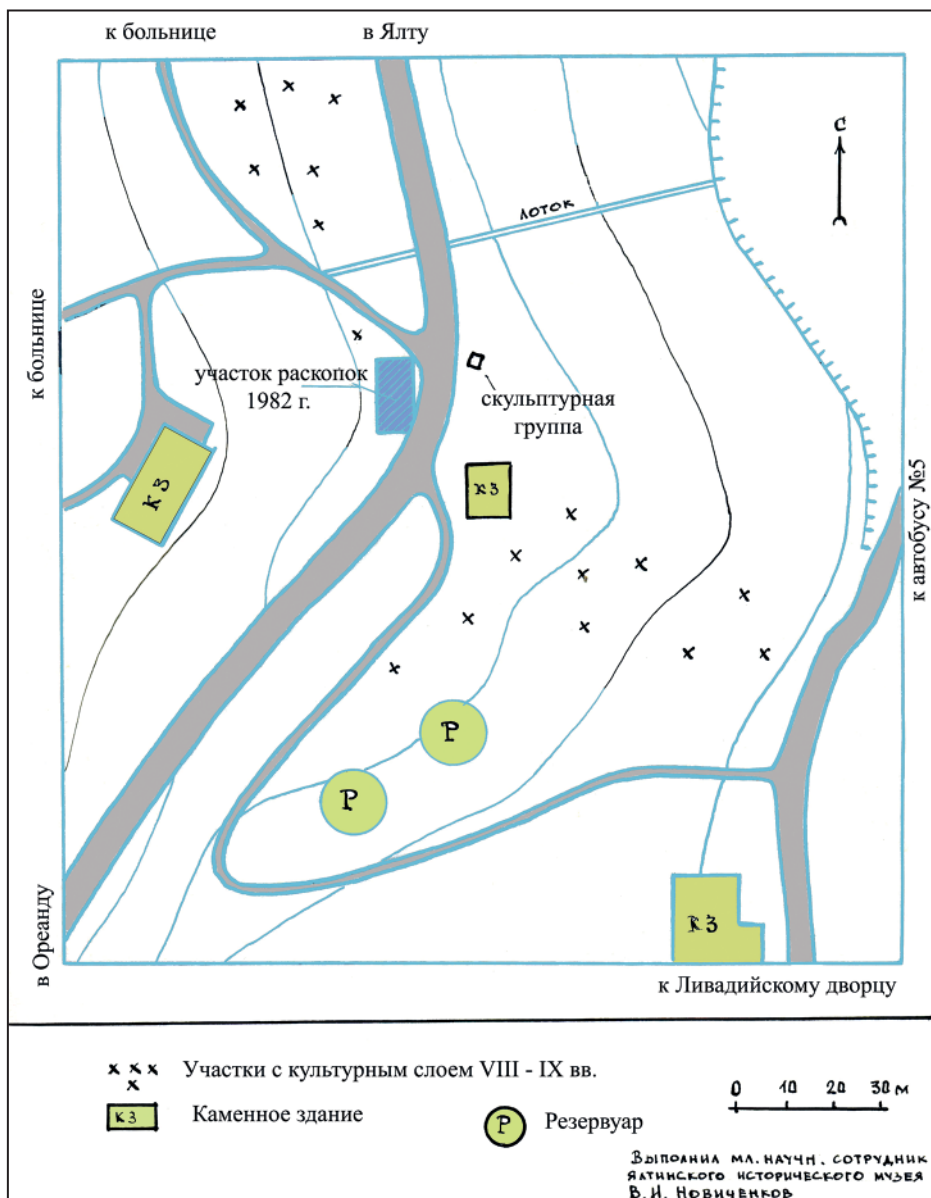 к больнице
в Ялту
С
лоток
к больнице
участок раскопок
1982 г.
скульптурная
группа
КЗ
КЗ
к автобусу №5
Р
Р
в Ореанду
КЗ
к Ливадийскому дворцу
Участки с культурным слоем VIII - IX вв.
КЗ Каменное здание
Р Резервуар
0 10 20 30 м
Выполнил мл. научн. сотрудник
Ялтинского исторического музея
В.И. Новиченков